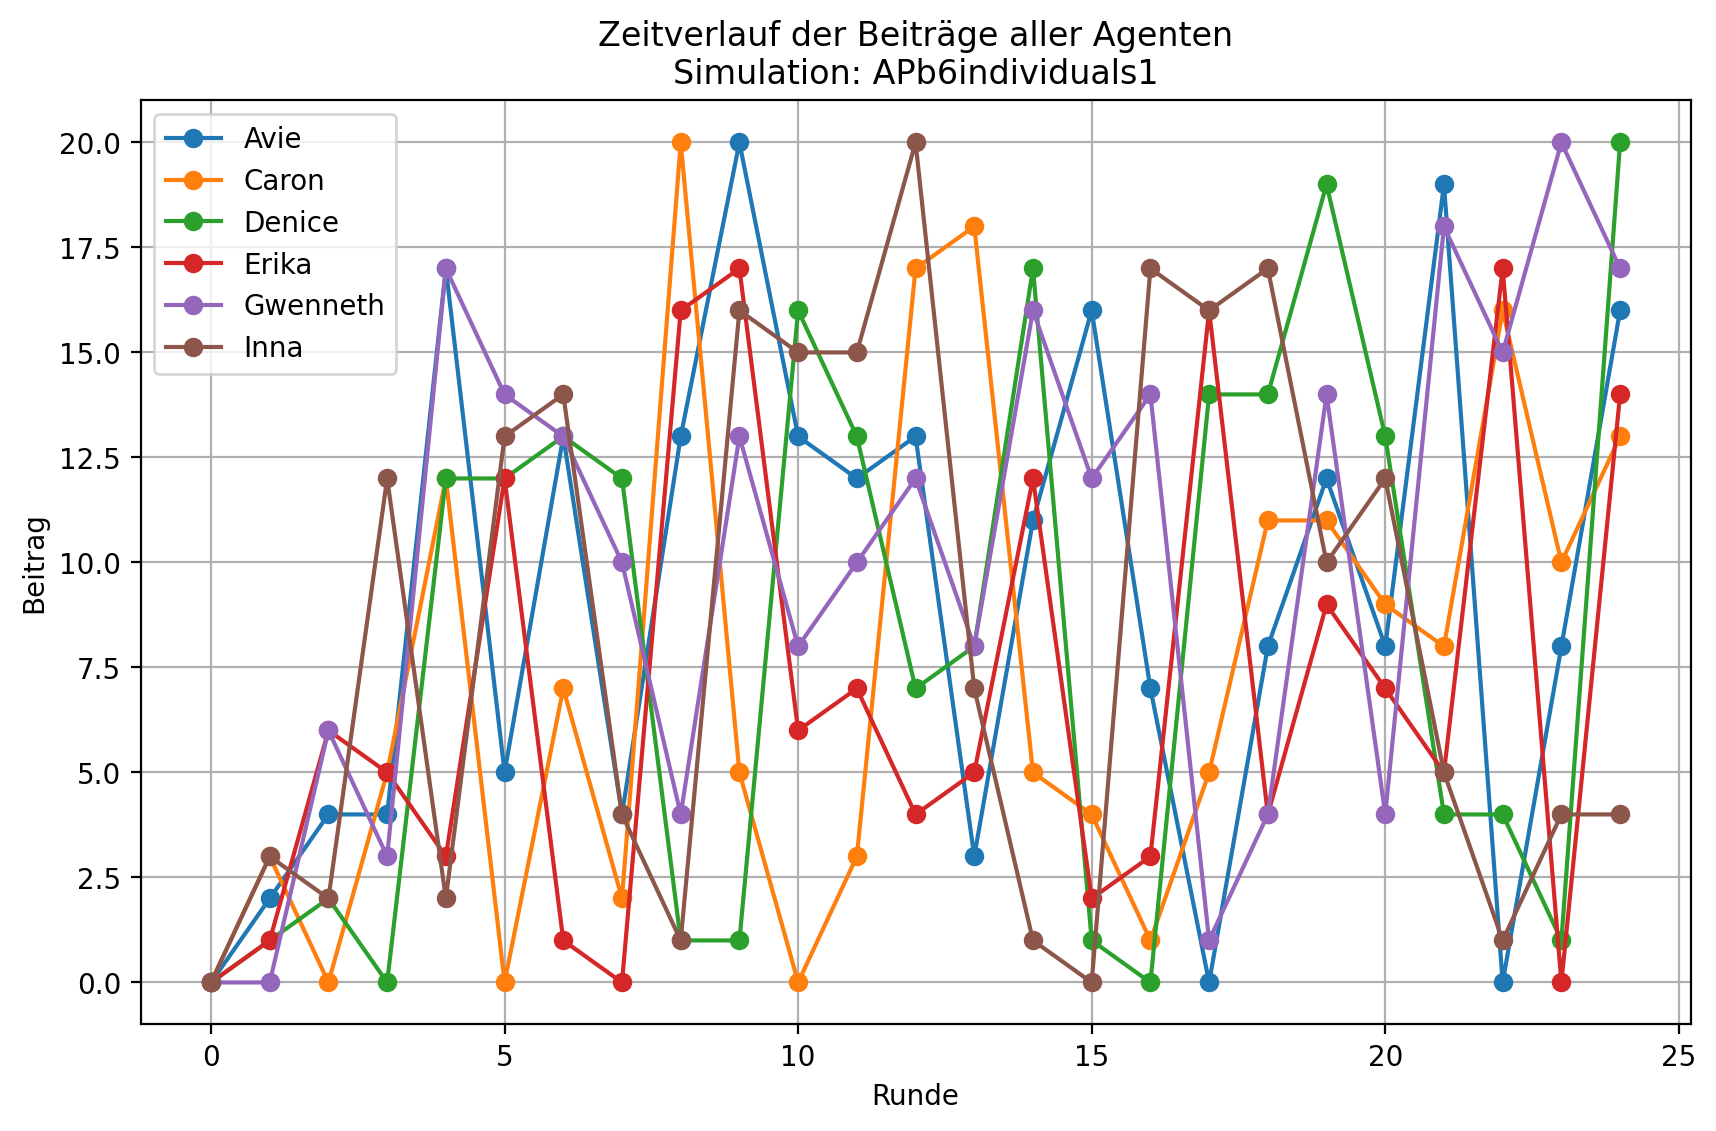 Zeitverlauf der Beiträge aller Agenten
Simulation: APb6individuals1
Avie
Caron
Denice
Erika
Gwenneth
Inna
20.0
17.5
15.0
12.5
10.0
7.5
5.0
2.5
0.0
Beitrag
0 5 10 15 20 25
Runde